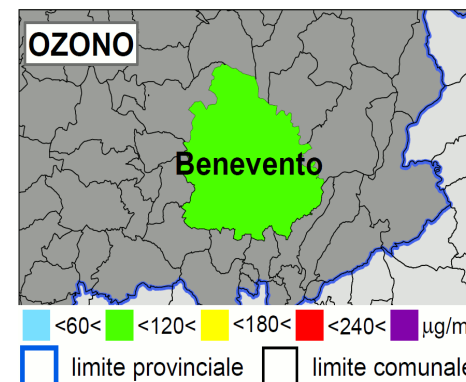 OZONO
Benevento
<60< <120< <180< <240< µg/m
limite provinciale limite comunale